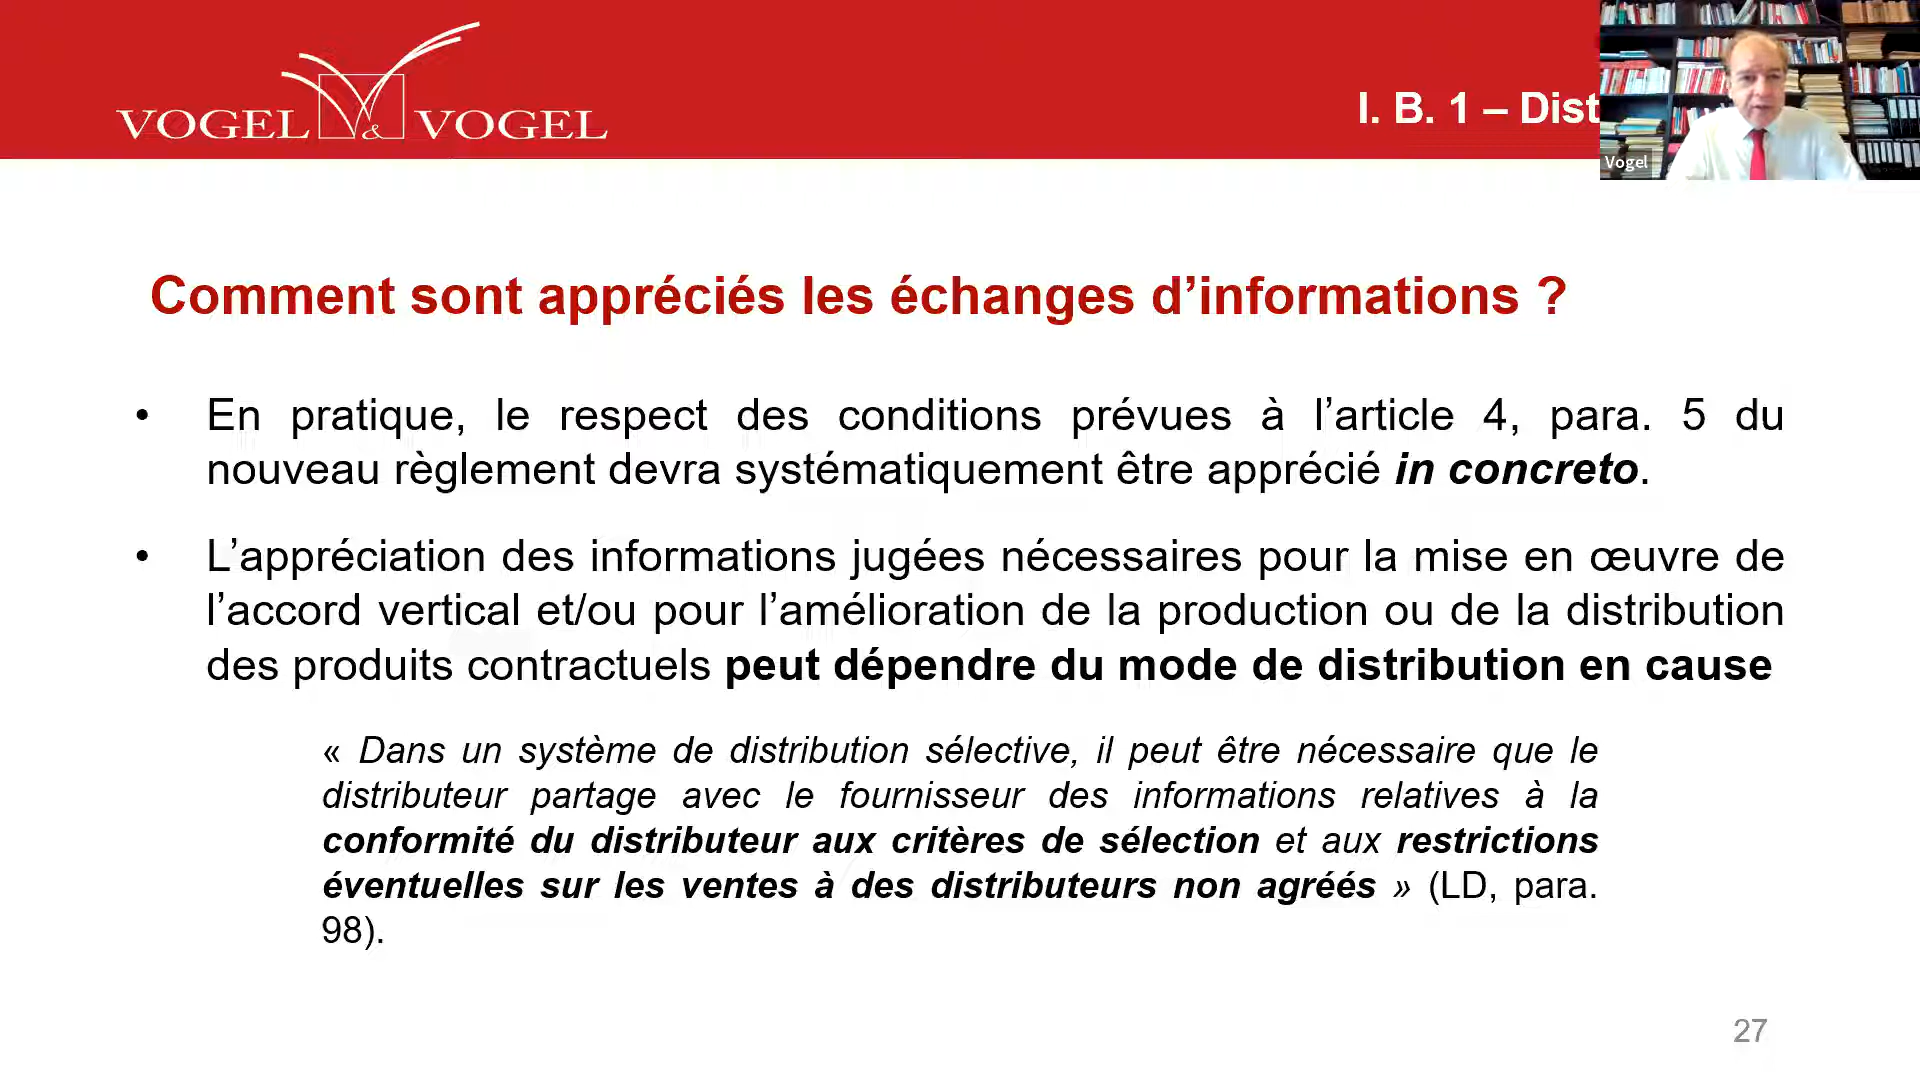 VOGEL & VOGEL
I. B. 1 – Dist
Vogel
Comment sont appréciés les échanges d’informations ?
• En pratique, le respect des conditions prévues à l’article 4, para. 5 du
nouveau règlement devra systématiquement être apprécié in concreto.
• L’appréciation des informations jugées nécessaires pour la mise en œuvre de
l’accord vertical et/ou pour l’amélioration de la production ou de la distribution
des produits contractuels peut dépendre du mode de distribution en cause
« Dans un système de distribution sélective, il peut être nécessaire que le
distributeur partage avec le fournisseur des informations relatives à la
conformité du distributeur aux critères de sélection et aux restrictions
éventuelles sur les ventes à des distributeurs non agréés » (LD, para.
98).
27